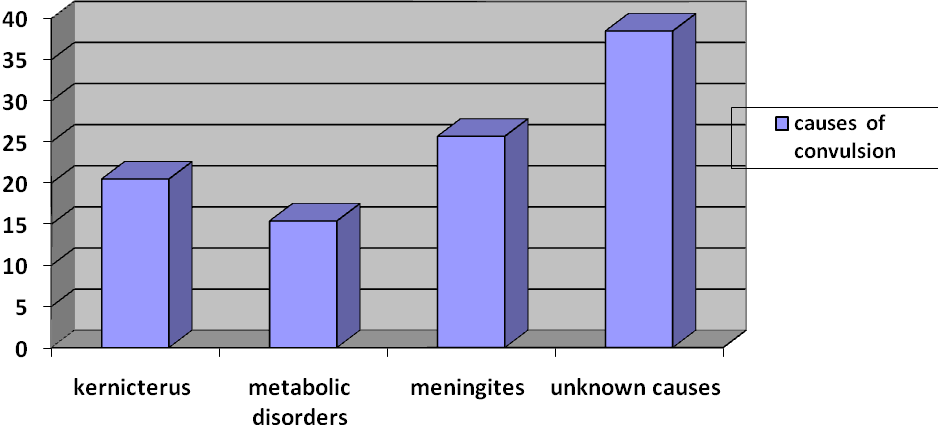 40
35
30
25
20
15
10
5
0
kernicterus
metabolic
disorders
meningites
unknown causes
causes of
convulsion